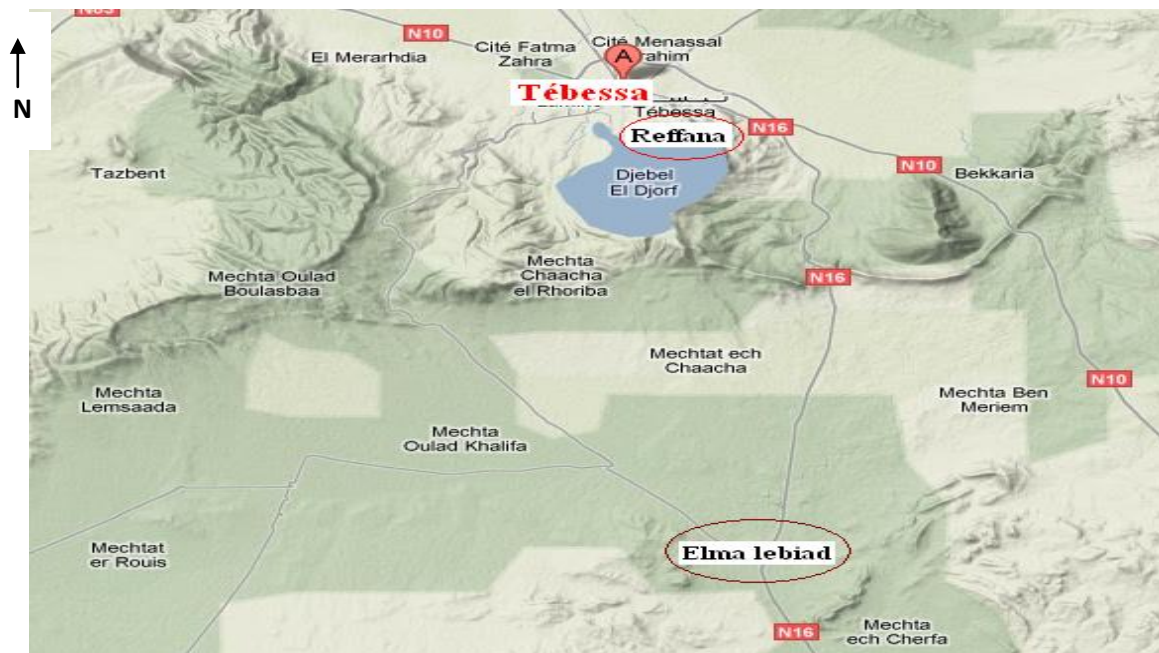 N
N10
El Merarhdia
Cité Fatma
Zahra
Cité Menassal
A
Tébessa
تبسة
Tébessa
Reffana
N16
N10
Bekkaria
Tazbent
Djebel
El Djorf
Mechta Oulad
Boulasbaa
Mechta
Chaacha
el Rhoriba
N16
Mechtat ech
Chaacha
N10
Mechta
Lemsaada
Mechta Ben
Meriem
Mechta
Oulad Khalifa
Mechtat
er Rouis
Elma lebiad
N16
Mechta
ech Cherfa